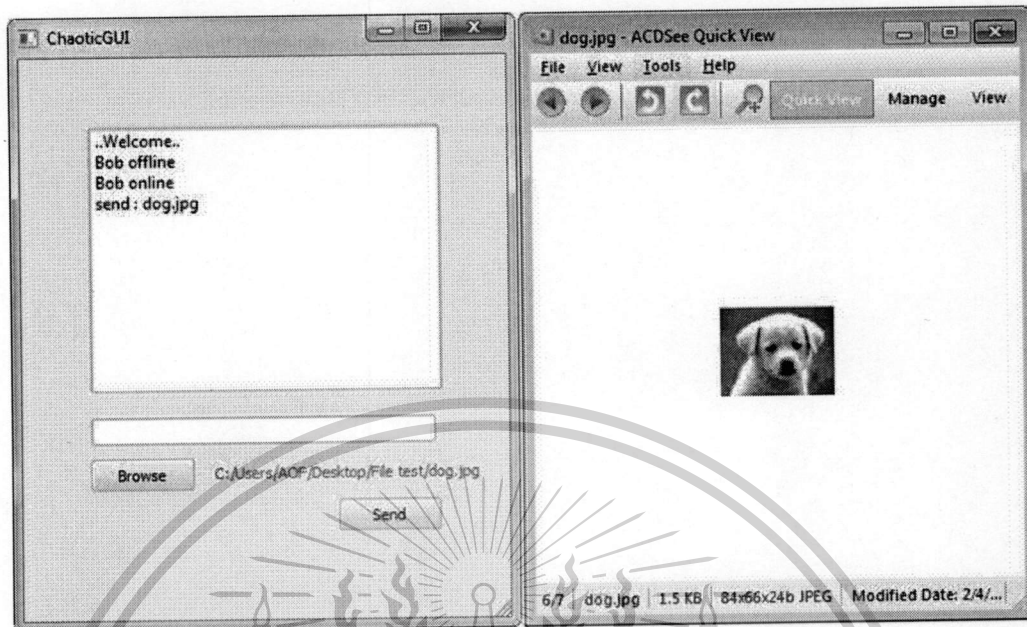 ChaoticGUI
..Welcome..
Bob offline
Bob online
send : dog.jpg
Browse
C:/Users/AOF/Desktop/File test/dog.jpg
Send
dog.jpg - ACDSee Quick View
File View Tools Help
Quick View Manage View
6/7 dog.jpg 1.5 KB 84x66x24b JPEG Modified Date: 2/4/...